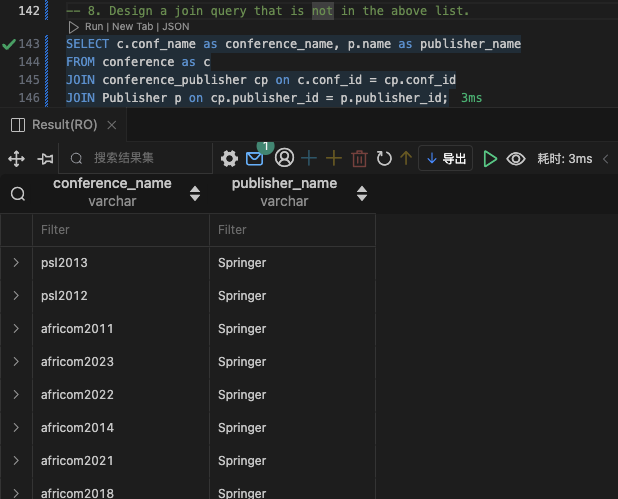 142 -- 8. Design a join query that is not in the above list.
Run | New Tab | JSON
143 SELECT c.conf_name as conference_name, p.name as publisher_name
144 FROM conference as c
145 JOIN conference_publisher cp on c.conf_id = cp.conf_id
146 JOIN Publisher p on cp.publisher_id = p.publisher_id; 3ms
Result(RO)
搜索结果集 1 导出 耗时: 3ms
conference_name publisher_name
varchar varchar
Filter Filter
psl2013 Springer
psl2012 Springer
africom2011 Springer
africom2023 Springer
africom2022 Springer
africom2014 Springer
africom2021 Springer
africom2018 Springer